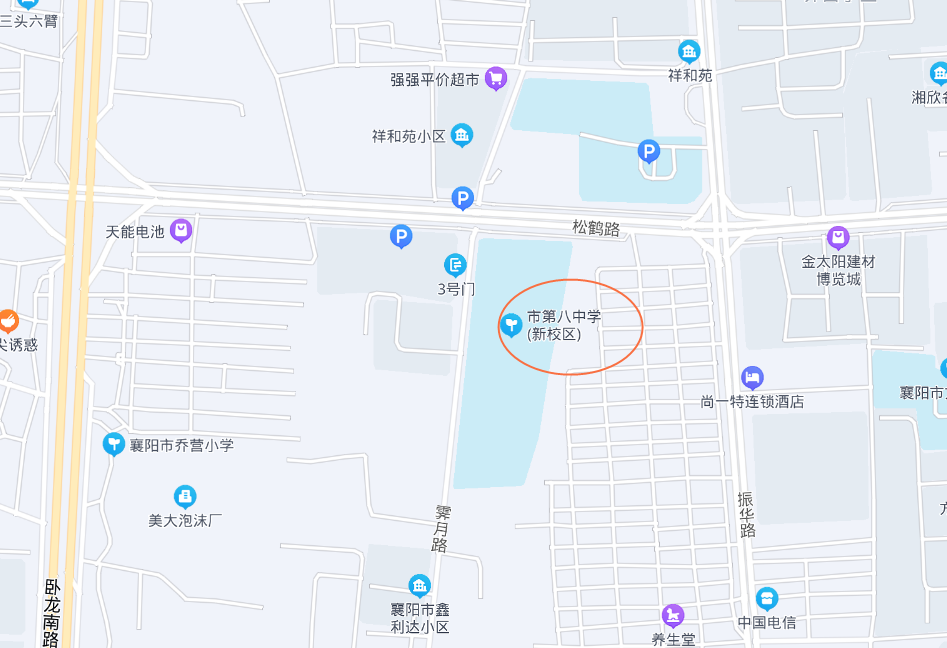 三头六臂
强强平价超市
祥和苑
湘欣
祥和苑小区
P
P
天能电池
P
松鹤路
金太阳建材
博览城
3号门
市第八中学
(新校区)
尖诱惑
尚一特连锁酒店
襄阳市
襄阳市乔营小学
美大泡沫厂
霁月路
振华路
卧龙南路
襄阳市鑫
利达小区
中国电信
养生堂